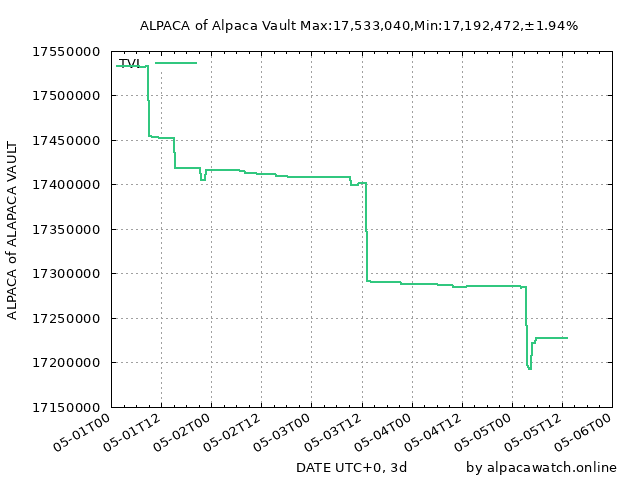 ALPACA of Alpaca Vault Max:17,533,040,Min:17,192,472,±1.94%
17550000
TVL
17500000
17450000
17400000
17350000
17300000
17250000
17200000
17150000
ALPACA of ALAPACA VAULT
05-01T00
05-01T12
05-02T00
05-02T12
05-03T00
05-03T12
05-04T00
05-04T12
05-05T00
05-05T12
05-06T00
DATE UTC+0, 3d
by alpacawatch.online